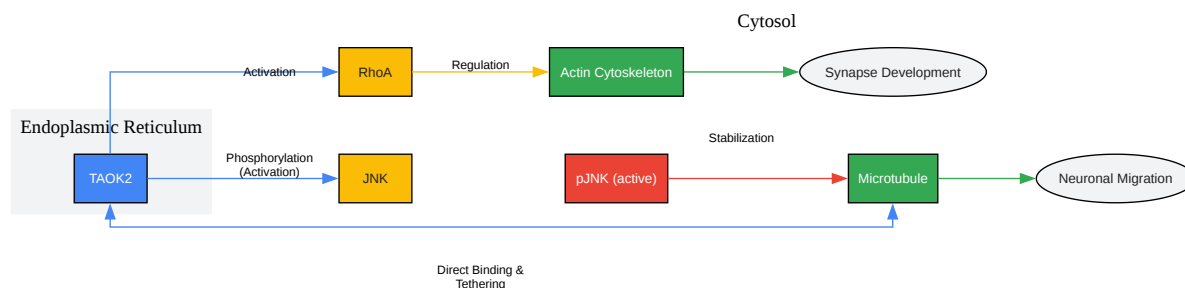 Cytosol
Activation
RhoA
Regulation
Actin Cytoskeleton
Synapse Development
Endoplasmic Reticulum
TAOK2
Phosphorylation
(Activation)
JNK
pJNK (active)
Stabilization
Microtubule
Neuronal Migration
Direct Binding &
Tethering